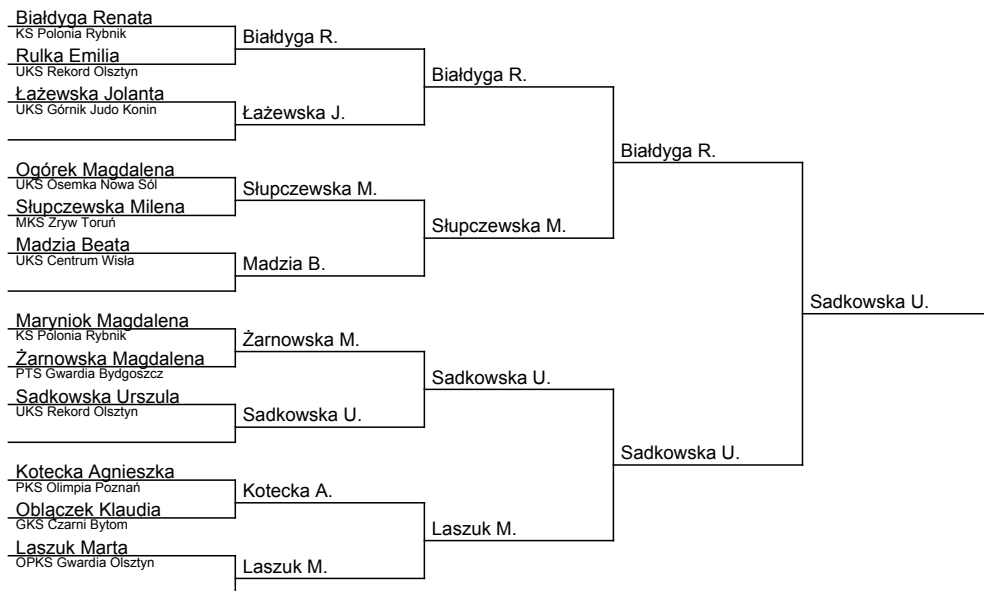 Białdyga Renata
KS Polonia Rybnik
Rulka Emilia
UKS Rekord Olsztyn
Łażewska Jolanta
UKS Górnik Judo Konin
Ogórek Magdalena
UKS Ósemka Nowa Sól
Słupczewska Milena
MKS Zryw Toruń
Madzia Beata
UKS Centrum Wisła
Maryniok Magdalena
KS Polonia Rybnik
Żarnowska Magdalena
PTS Gwardia Bydgoszcz
Sadkowska Urszula
UKS Rekord Olsztyn
Kotecka Agnieszka
PKS Olimpia Poznań
Oblączek Klaudia
GKS Czarni Bytom
Laszuk Marta
OPKS Gwardia Olsztyn
Białdyga R.
Łażewska J.
Słupczewska M.
Madzia B.
Żarnowska M.
Sadkowska U.
Kotecka A.
Laszuk M.
Białdyga R.
Słupczewska M.
Sadkowska U.
Laszuk M.
Białdyga R.
Sadkowska U.
Sadkowska U.